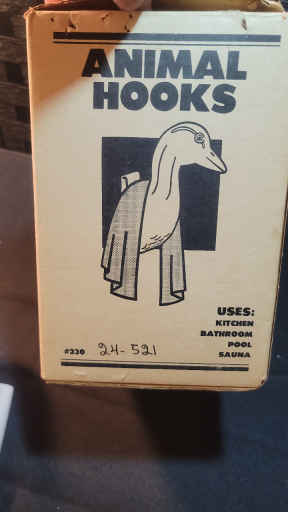 ANIMAL
HOOKS
USES:
KITCHEN
BATHROOM
POOL
SAUNA
#330 24-521